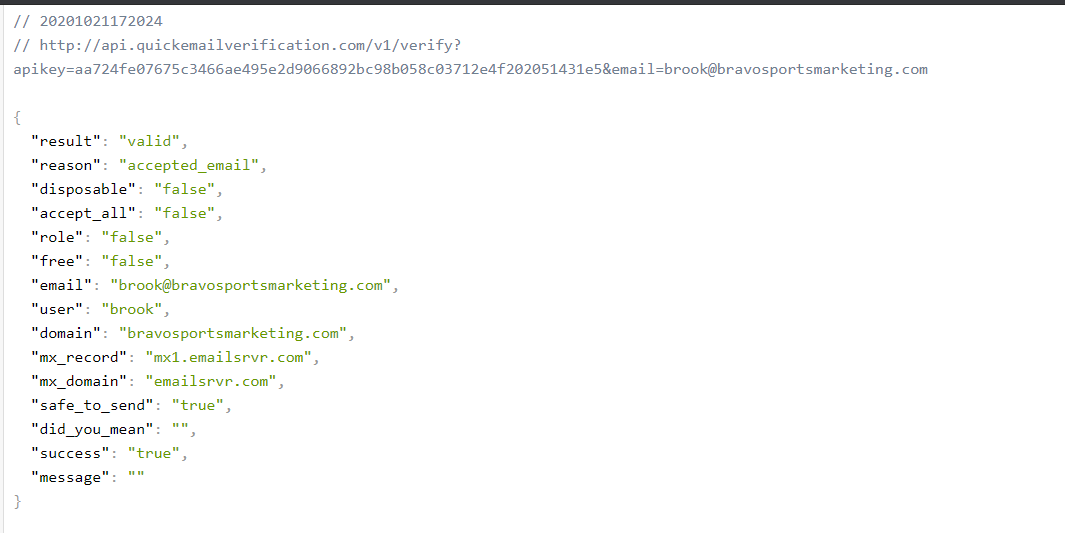 // 20201021172024
// http://api.quickemailverification.com/v1/verify?
apikey=aa724fe07675c3466ae495e2d9066892bc98b058c03712e4f202051431e5&email=brook@bravosportsmarketing.com
{
"result": "valid",
"reason": "accepted_email",
"disposable": "false",
"accept_all": "false",
"role": "false",
"free": "false",
"email": "brook@bravosportsmarketing.com",
"user": "brook",
"domain": "bravosportsmarketing.com",
"mx_record": "mx1.emailsrvr.com",
"mx_domain": "emailsrvr.com",
"safe_to_send": "true",
"did_you_mean": "",
"success": "true",
"message": ""
}